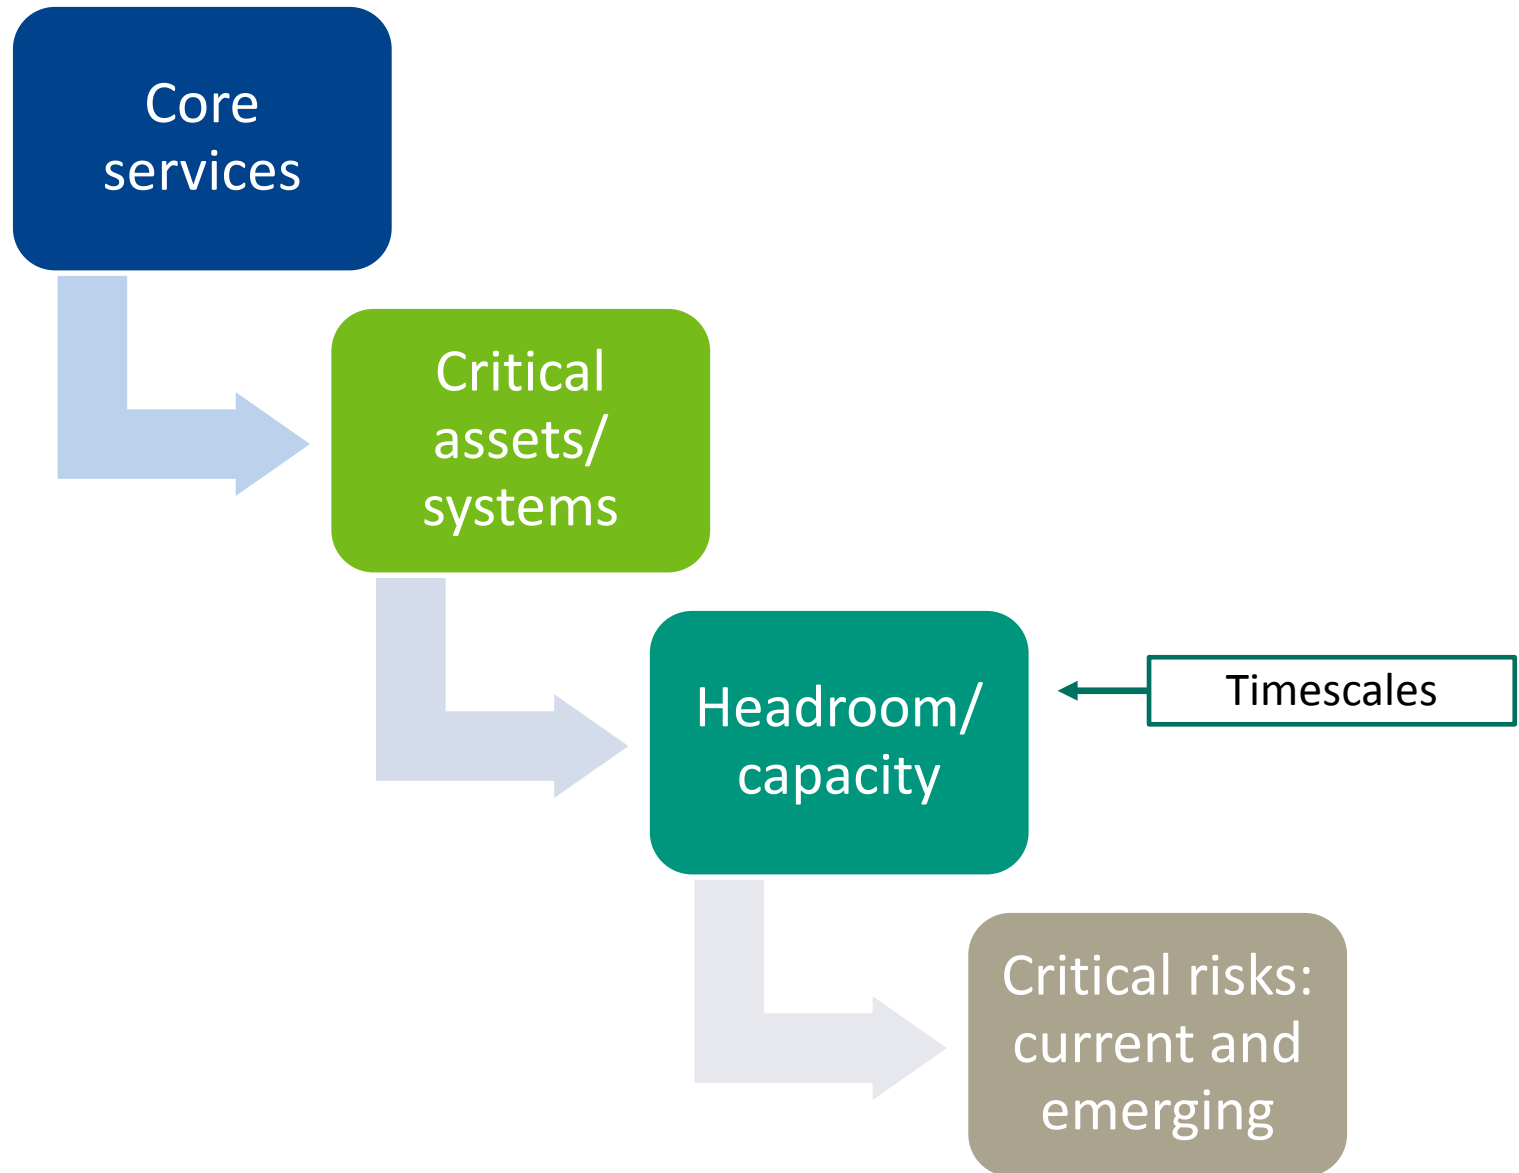 Core
services
Critical
assets/
systems
Headroom/
capacity
Timescales
Critical risks:
current and
emerging